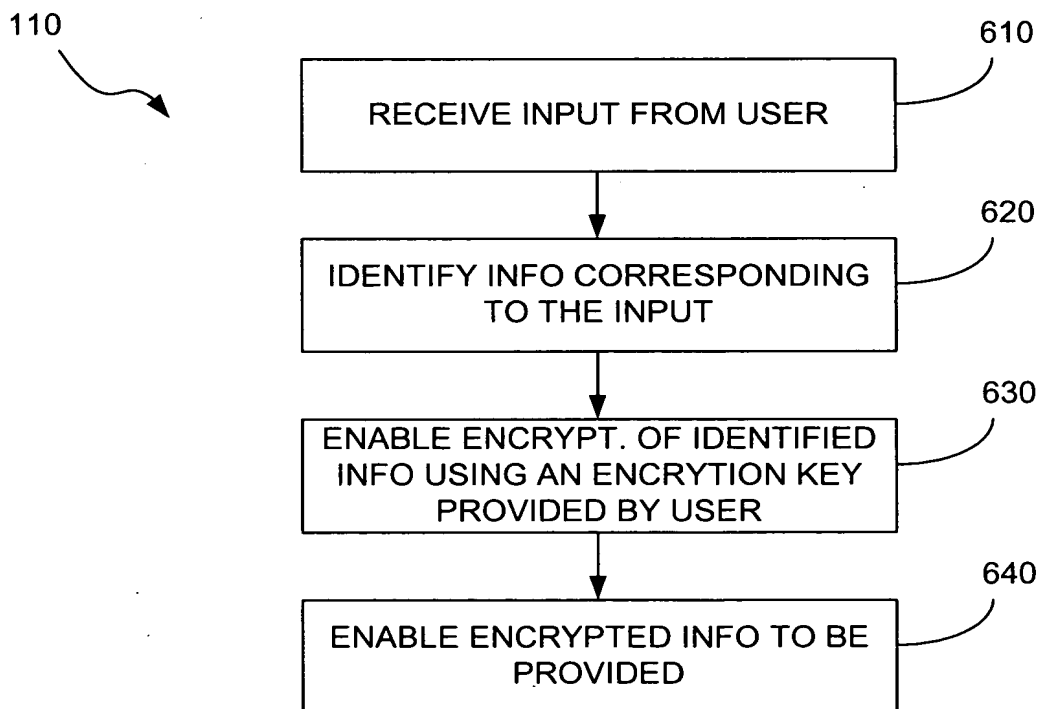 110
610
RECEIVE INPUT FROM USER
620
IDENTIFY INFO CORRESPONDING
TO THE INPUT
630
ENABLE ENCRYPT. OF IDENTIFIED
INFO USING AN ENCRYTION KEY
PROVIDED BY USER
640
ENABLE ENCRYPTED INFO TO BE
PROVIDED